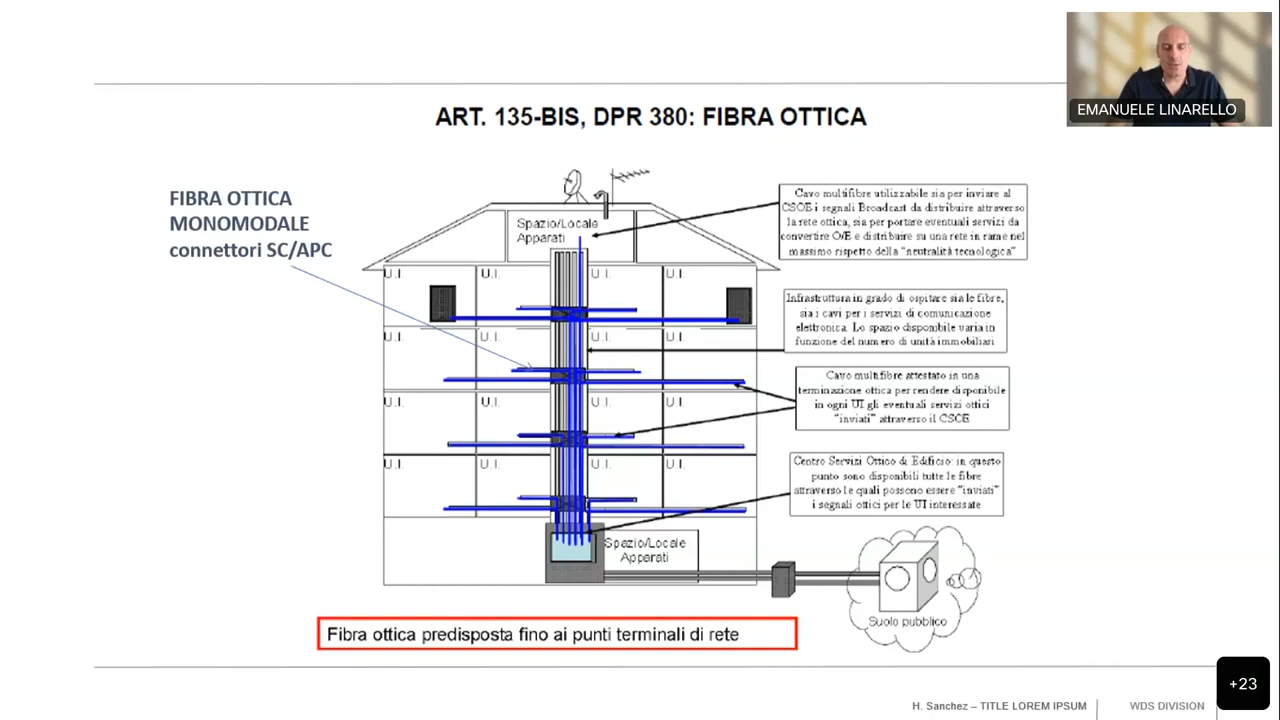 EMANUELE LINARELLO
ART. 135-BIS, DPR 380: FIBRA OTTICA
FIBRA OTTICA
MONOMODALE
connettori SC/APC
Spazio/Locale
Apparati
Cavo multifibre utilizzabile sia per inviare al
CSOE i segnali Broadcast da distribuire attraverso
la rete ottica, sia per portare eventuali servizi da
convertire O/E e distribuire su una rete in rame nel
massimo rispetto della "neutralità tecnologica"
U.I. U.I. U.I. U.I.
Infrastruttura in grado di ospitare sia le fibre,
sia i cavi per i servizi di comunicazione
elettronica. Lo spazio disponibile varia in
funzione del numero di unità immobiliari
U.I. U.I. U.I. U.I.
Cavo multifibre attestato in una
terminazione ottica per rendere disponibile
in ogni UI gli eventuali servizi ottici
"inviati" attraverso il CSOE
U.I. U.I. U.I. U.I.
Centro Servizi Ottico di Edificio: in questo
punto sono disponibili tutte le fibre
attraverso le quali possono essere "inviati"
i segnali ottici per le UI interessate
U.I. U.I. U.I. U.I.
Spazio/Locale
Apparati
Suolo pubblico
Fibra ottica predisposta fino ai punti terminali di rete
+23
H. Sanchez – TITLE LOREM IPSUM
WDS DIVISION